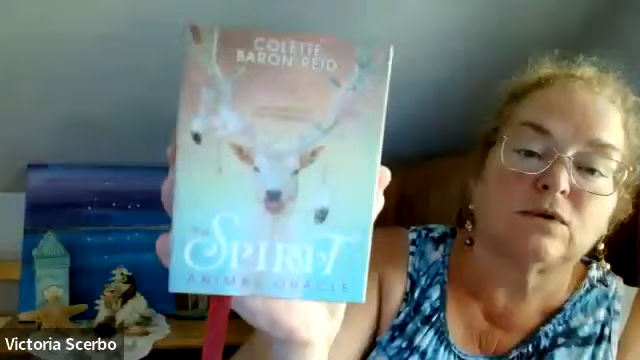 COLETTE
BARON-REID
The
SPIRIT
ANIMAL ORACLE
Victoria Scerbo